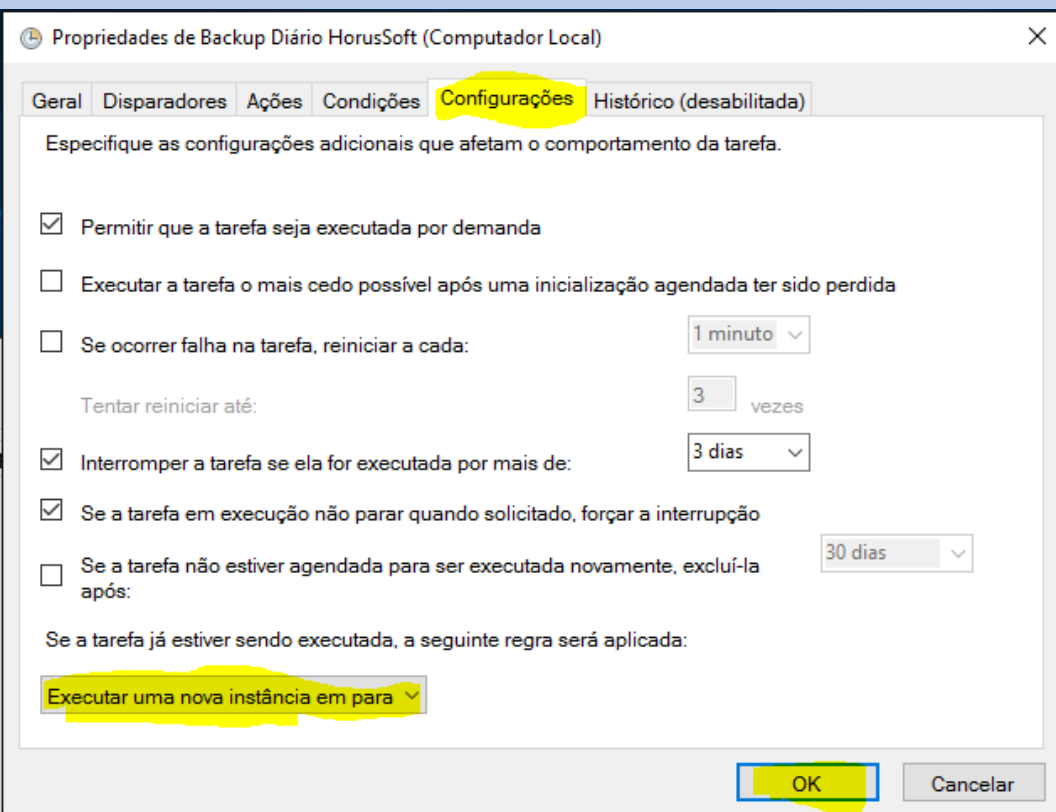 Propriedades de Backup Diário HorusSoft (Computador Local)
Geral Disparadores Ações Condições Configurações Histórico (desabilitada)
Especifique as configurações adicionais que afetam o comportamento da tarefa.
Permitir que a tarefa seja executada por demanda
Executar a tarefa o mais cedo possível após uma inicialização agendada ter sido perdida
Se ocorrer falha na tarefa, reiniciar a cada: 1 minuto
Tentar reiniciar até: 3 vezes
Interromper a tarefa se ela for executada por mais de: 3 dias
Se a tarefa em execução não parar quando solicitado, forçar a interrupção
Se a tarefa não estiver agendada para ser executada novamente, excluí-la 30 dias
após:
Se a tarefa já estiver sendo executada, a seguinte regra será aplicada:
Executar uma nova instância em para
OK Cancelar